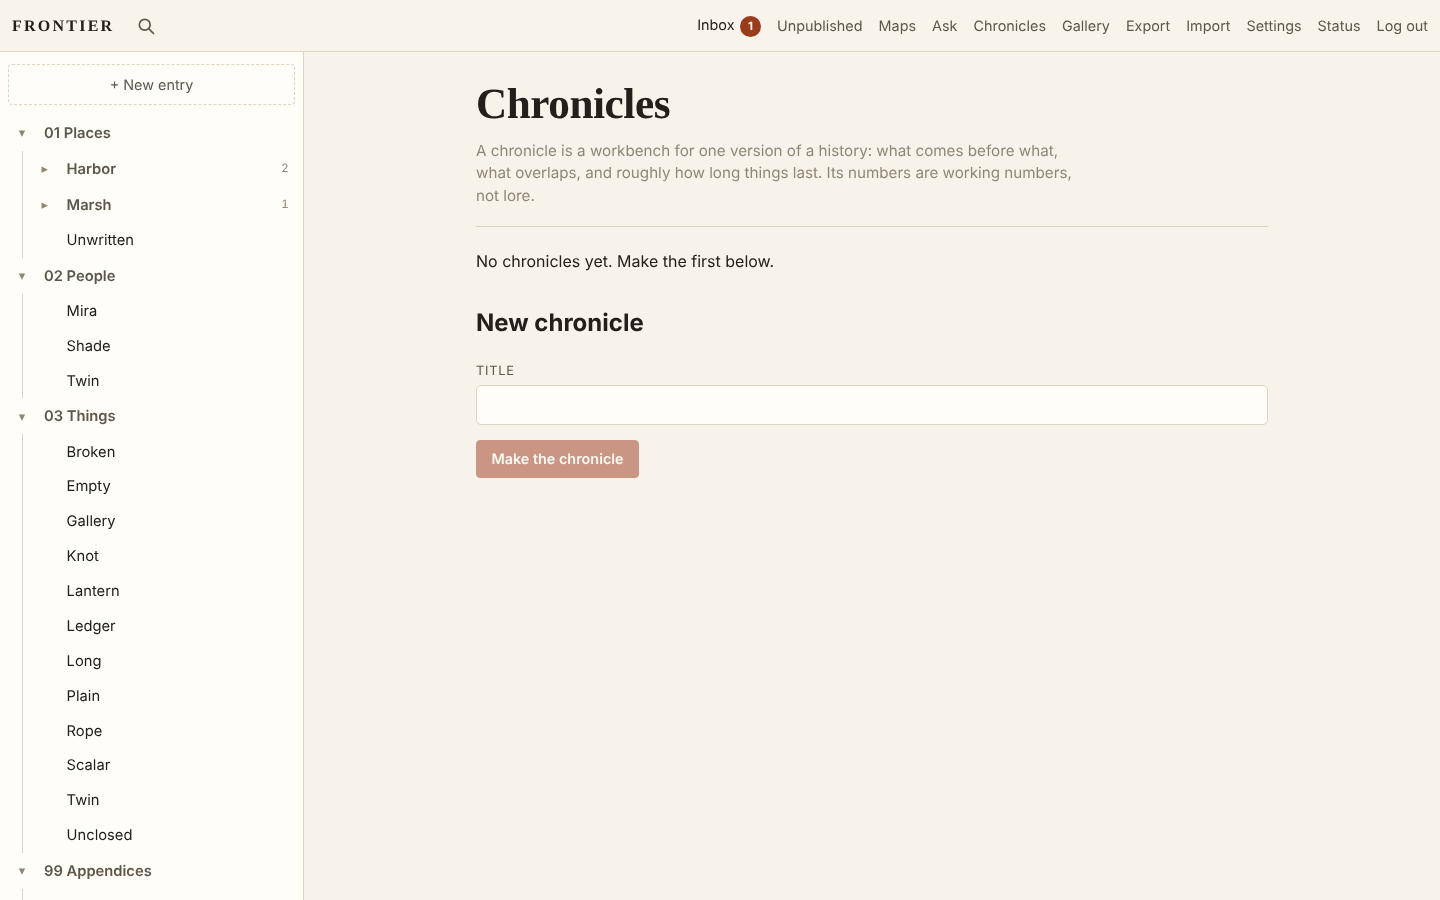 FRONTIER
Inbox 1 Unpublished Maps Ask Chronicles Gallery Export Import Settings Status Log out
+ New entry
01 Places
Harbor 2
Marsh 1
Unwritten
02 People
Mira
Shade
Twin
03 Things
Broken
Empty
Gallery
Knot
Lantern
Ledger
Long
Plain
Rope
Scalar
Twin
Unclosed
99 Appendices
Chronicles
A chronicle is a workbench for one version of a history: what comes before what,
what overlaps, and roughly how long things last. Its numbers are working numbers,
not lore.
No chronicles yet. Make the first below.
New chronicle
TITLE
Make the chronicle